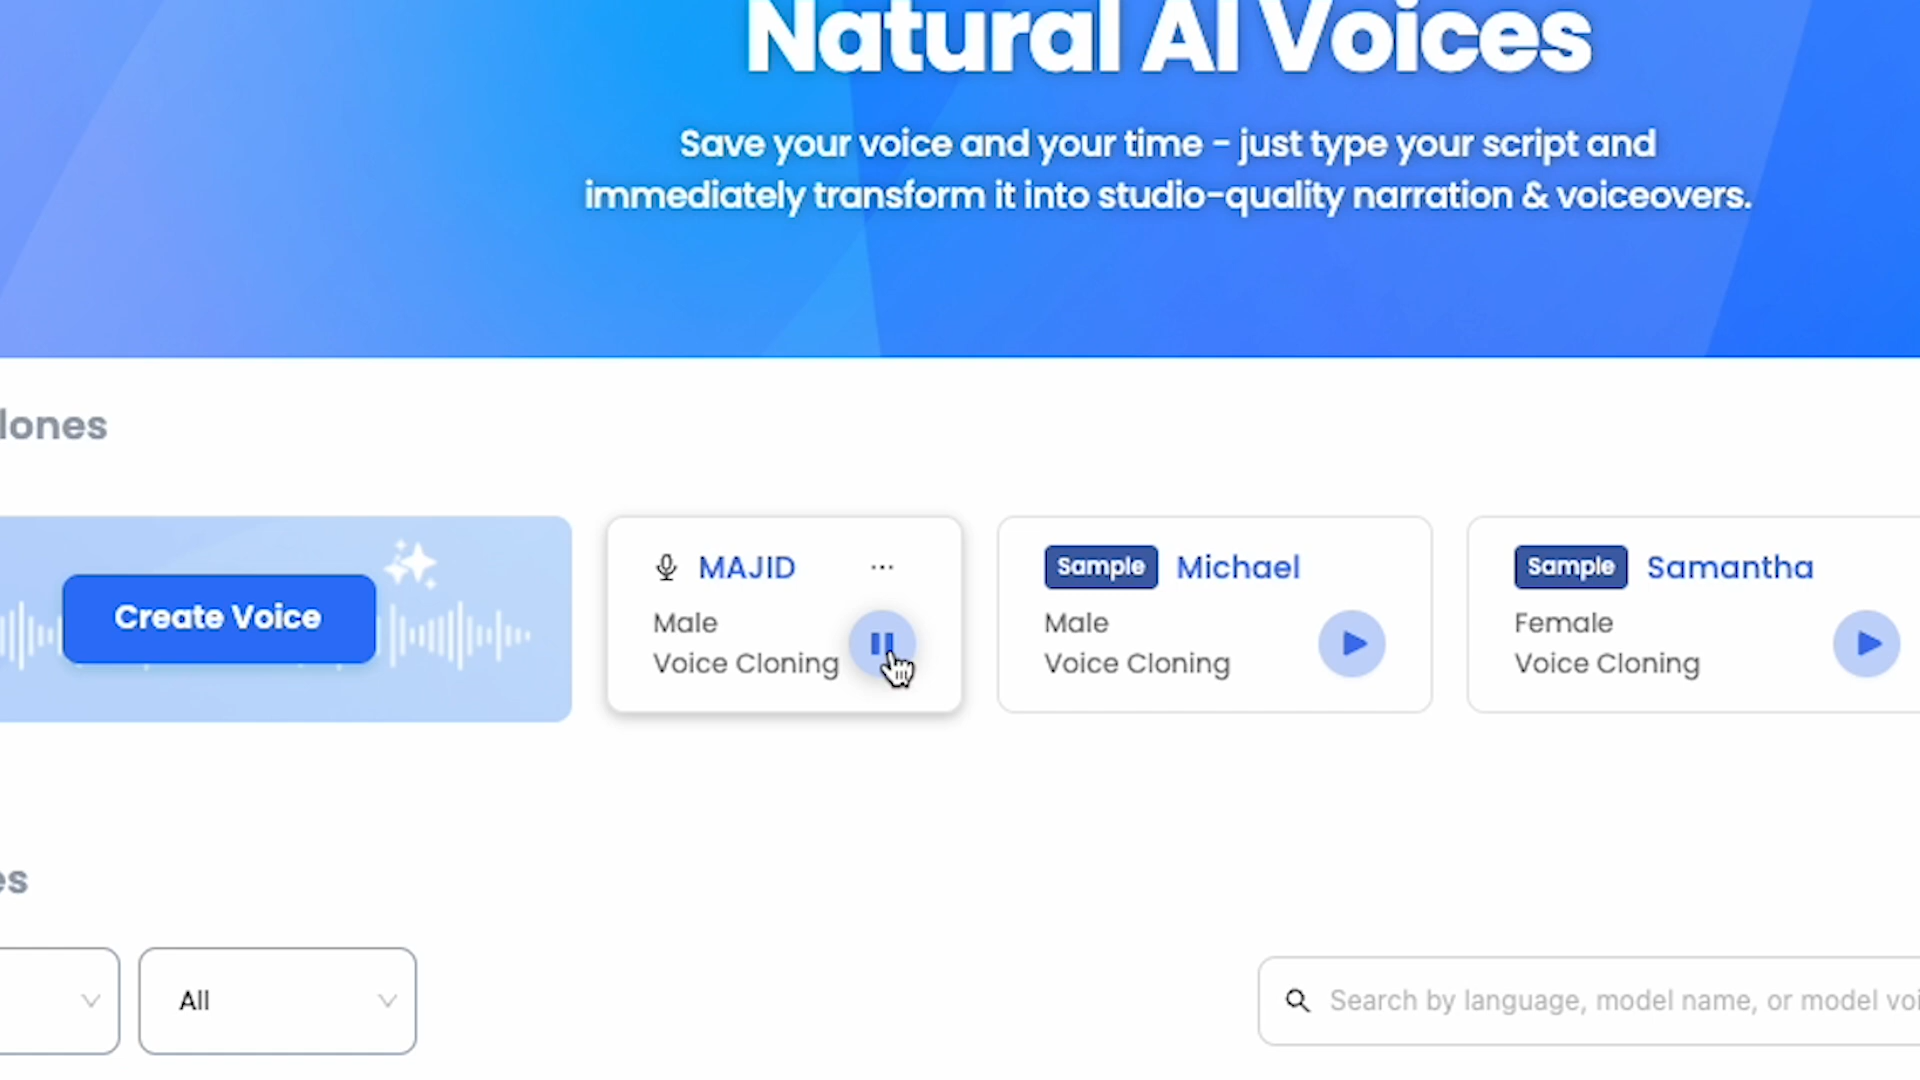 Natural AI Voices
Save your voice and your time - just type your script and
immediately transform it into studio-quality narration & voiceovers.
lones
Create Voice
MAJID
...
Male
Voice Cloning
Sample Michael
Male
Voice Cloning
Sample Samantha
Female
Voice Cloning
es
All
Search by language, model name, or model voi